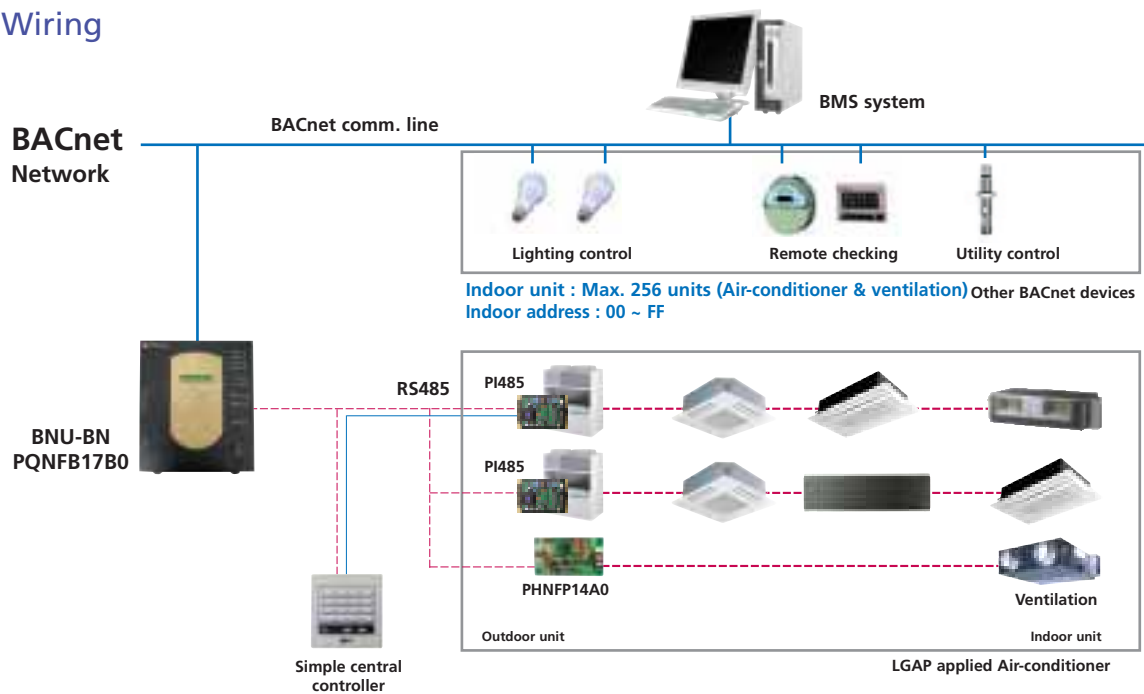 Wiring
BMS system
BACnet comm. line
BACnet
Network
Lighting control
Remote checking
Utility control
Indoor unit : Max. 256 units (Air-conditioner & ventilation)
Other BACnet devices
Indoor address : 00 ~ FF
RS485
PI485
BNU-BN
PQNFB17B0
PI485
PHNFP14A0
Ventilation
Outdoor unit
Indoor unit
Simple central
controller
LGAP applied Air-conditioner